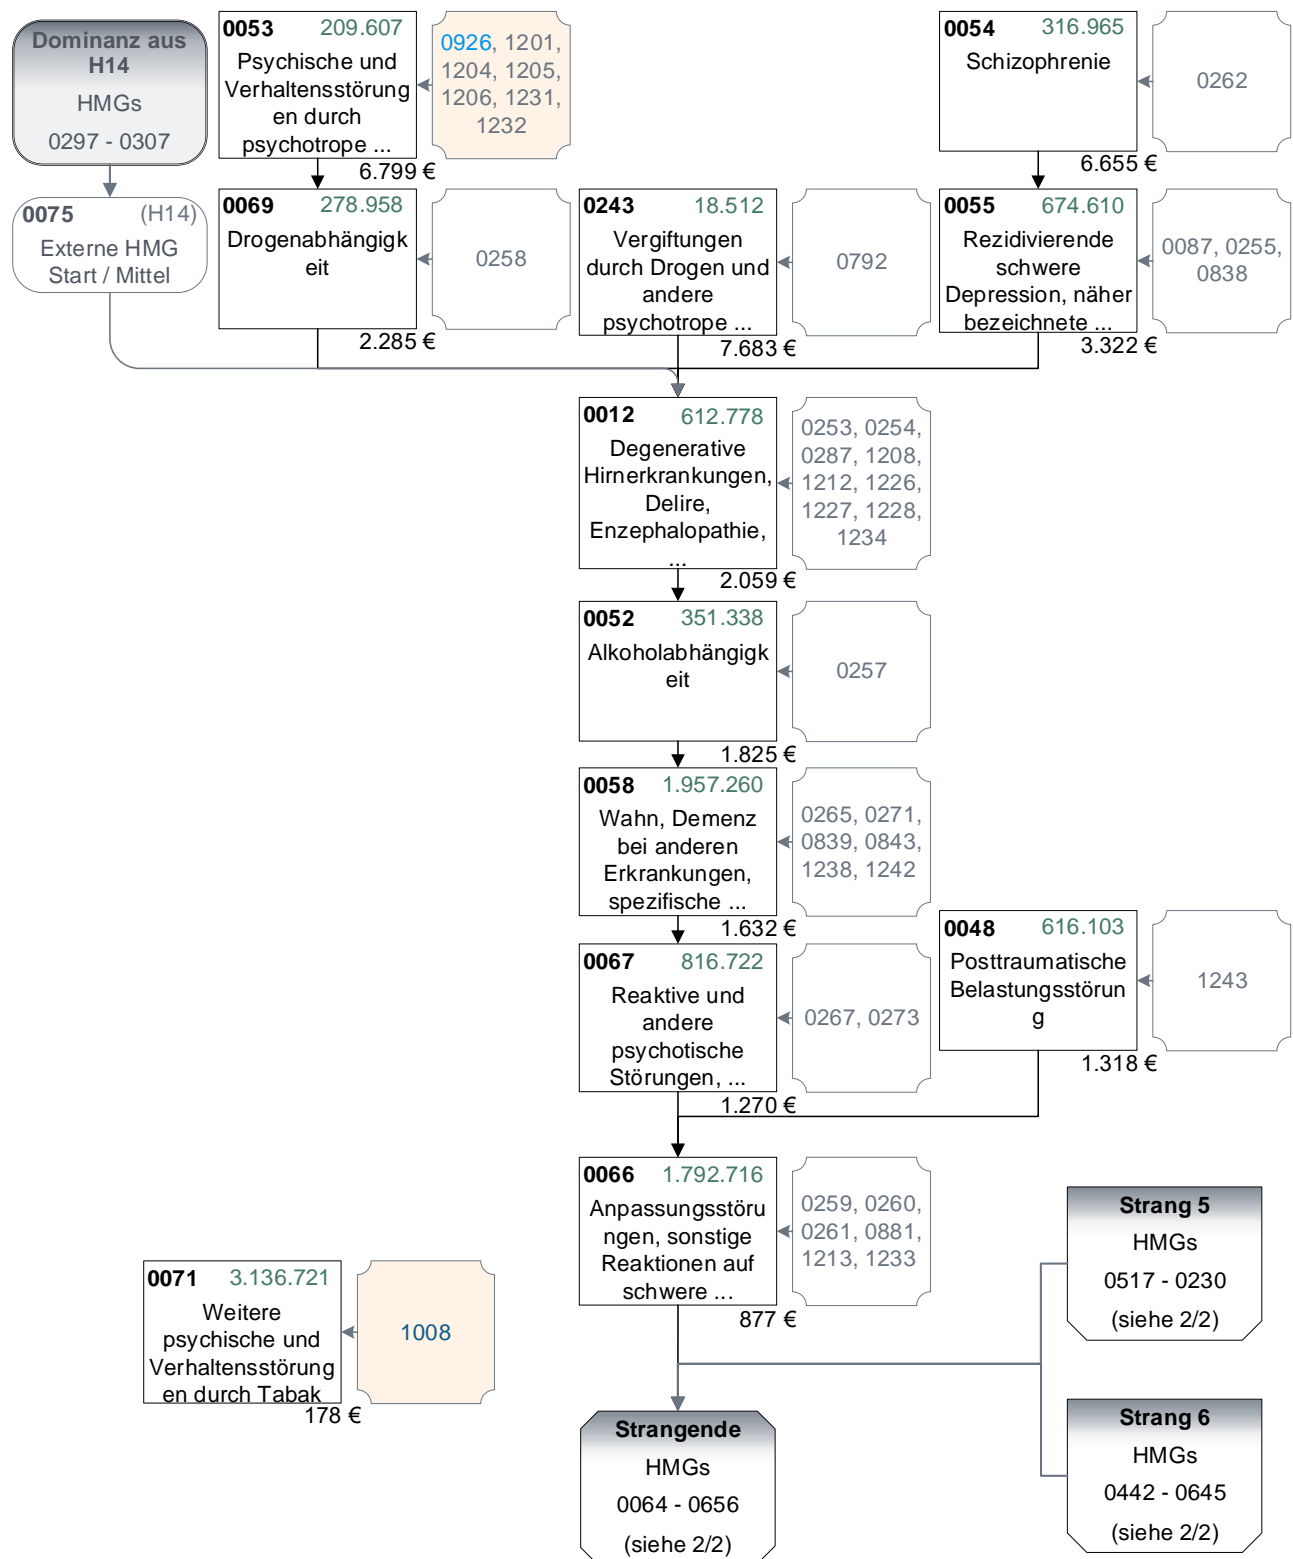 Dominanz aus
H14
HMGs
0297 - 0307
0053 209.607
Psychische und
Verhaltensstörung
en durch
psychotrope ...
6.799 €
0926, 1201,
1204, 1205,
1206, 1231,
1232
0054 316.965
Schizophrenie
6.655 €
0262
0075 (H14)
Externe HMG
Start / Mittel
0069 278.958
Drogenabhängigk
eit
2.285 €
0258
0243 18.512
Vergiftungen
durch Drogen und
andere
psychotrope ...
7.683 €
0792
0055 674.610
Rezidivierende
schwere
Depression, näher
bezeichnete ...
3.322 €
0087, 0255,
0838
0012 612.778
Degenerative
Hirnerkrankungen,
Delire,
Enzephalopathie,
...
2.059 €
0253, 0254,
0287, 1208,
1212, 1226,
1227, 1228,
1234
0052 351.338
Alkoholabhängigk
eit
1.825 €
0257
0058 1.957.260
Wahn, Demenz
bei anderen
Erkrankungen,
spezifische ...
1.632 €
0265, 0271,
0839, 0843,
1238, 1242
0067 816.722
Reaktive und
andere
psychotische
Störungen, ...
1.270 €
0267, 0273
0048 616.103
Posttraumatische
Belastungsstörun
g
1.318 €
1243
0066 1.792.716
Anpassungsstöru
ngen, sonstige
Reaktionen auf
schwere ...
877 €
0259, 0260,
0261, 0881,
1213, 1233
Strang 5
HMGs
0517 - 0230
(siehe 2/2)
0071 3.136.721
Weitere
psychische und
Verhaltensstörung
en durch Tabak
178 €
1008
Strangende
HMGs
0064 - 0656
(siehe 2/2)
Strang 6
HMGs
0442 - 0645
(siehe 2/2)